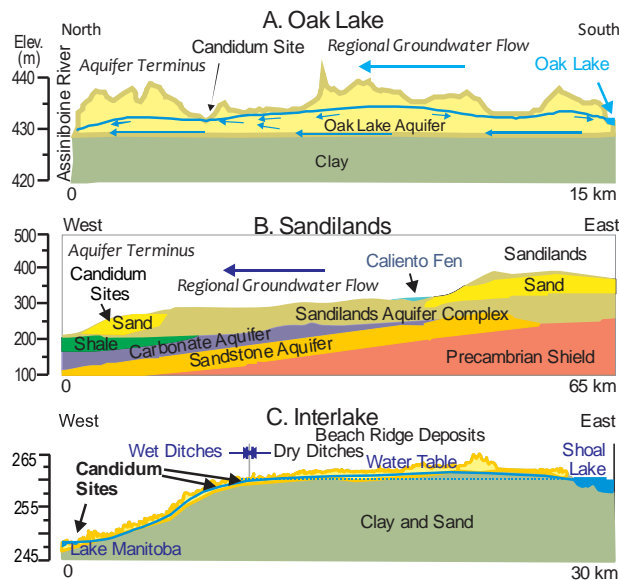 A. Oak Lake
North
South
Elev.
(m)
Candidum
Site
Regional Groundwater Flow
Aquifer Terminus
Oak Lake
440
430
420
Assiniboine River
Oak Lake Aquifer
Clay
0
15 km
B. Sandilands
West
East
500
400
300
200
100
Aquifer Terminus
Candidum
Sites
Regional Groundwater Flow
Caliento Fen
Sandilands
Sand
Sand
Sandilands Aquifer Complex
Shale
Carbonate Aquifer
Sandstone Aquifer
Precambrian Shield
0
65 km
C. Interlake
West
East
Beach Ridge Deposits
Wet Ditches
Dry Ditches
Water Table
Shoal
Lake
265
255
245
Candidum
Sites
Clay and Sand
Lake Manitoba
0
30 km